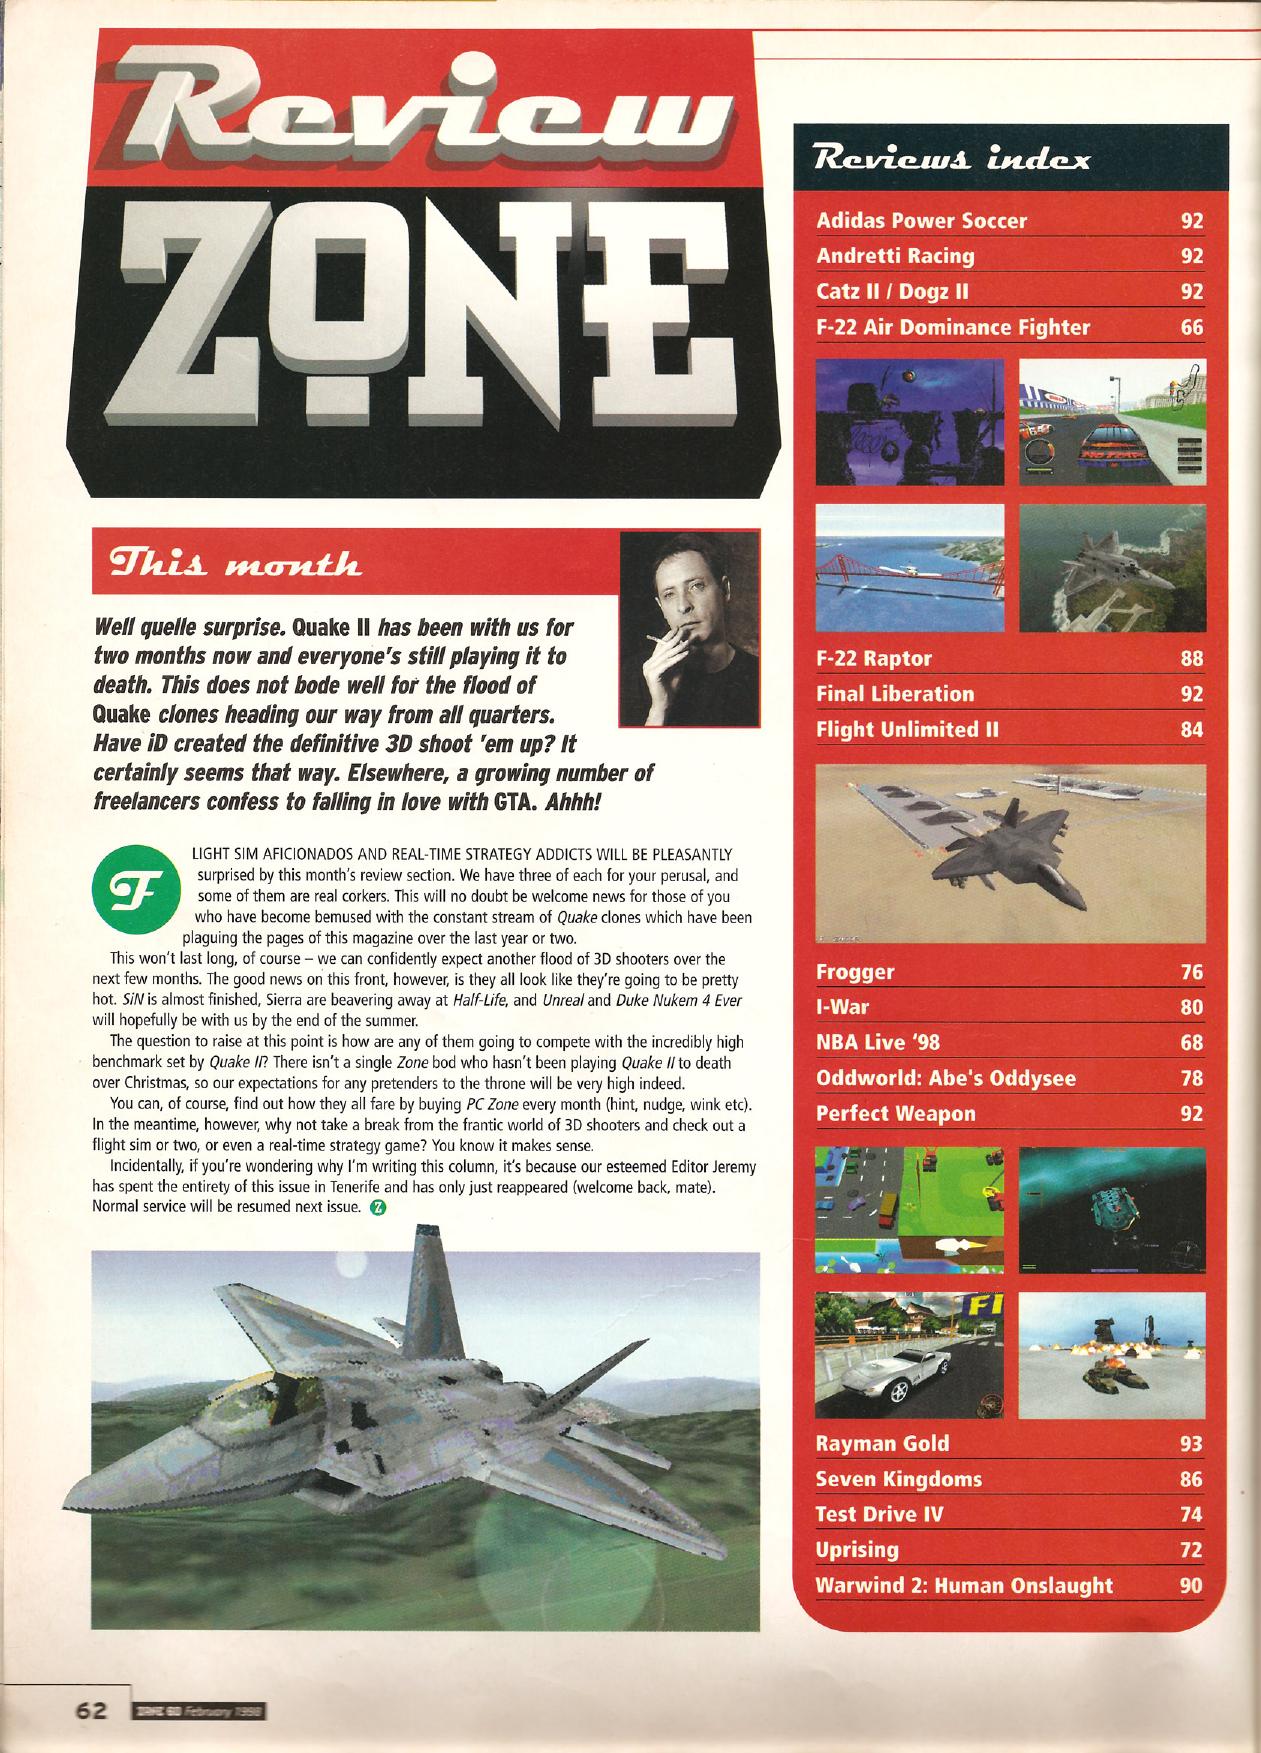 Review
ZONE
This month
Well quelle surprise. Quake II has been with us for
two months now and everyone's still playing it to
death. This does not bode well for the flood of
Quake clones heading our way from all quarters.
Have iD created the definitive 3D shoot 'em up? It
certainly seems that way. Elsewhere, a growing number of
freelancers confess to falling in love with GTA. Ahhh!
FLIGHT SIM AFICIONADOS AND REAL-TIME STRATEGY ADDICTS WILL BE PLEASANTLY
surprised by this month's review section. We have three of each for your perusal, and
some of them are real corkers. This will no doubt be welcome news for those of you
who have become bemused with the constant stream of Quake clones which have been
plaguing the pages of this magazine over the last year or two.
This won't last long, of course – we can confidently expect another flood of 3D shooters over the
next few months. The good news on this front, however, is they all look like they're going to be pretty
hot. SiN is almost finished, Sierra are beavering away at Half-Life, and Unreal and Duke Nukem 4 Ever
will hopefully be with us by the end of the summer.
The question to raise at this point is how are any of them going to compete with the incredibly high
benchmark set by Quake II? There isn't a single Zone bod who hasn't been playing Quake II to death
over Christmas, so our expectations for any pretenders to the throne will be very high indeed.
You can, of course, find out how they all fare by buying PC Zone every month (hint, nudge, wink etc).
In the meantime, however, why not take a break from the frantic world of 3D shooters and check out a
flight sim or two, or even a real-time strategy game? You know it makes sense.
Incidentally, if you're wondering why I'm writing this column, it's because our esteemed Editor Jeremy
has spent the entirety of this issue in Tenerife and has only just reappeared (welcome back, mate).
Normal service will be resumed next issue. Z
62 ZONE 60 February 1998
Reviews index
Adidas Power Soccer 92
Andretti Racing 92
Catz II / Dogz II 92
F-22 Air Dominance Fighter 66
F-22 Raptor 88
Final Liberation 92
Flight Unlimited II 84
Frogger 76
I-War 80
NBA Live '98 68
Oddworld: Abe's Oddysee 78
Perfect Weapon 92
Rayman Gold 93
Seven Kingdoms 86
Test Drive IV 74
Uprising 72
Warwind 2: Human Onslaught 90